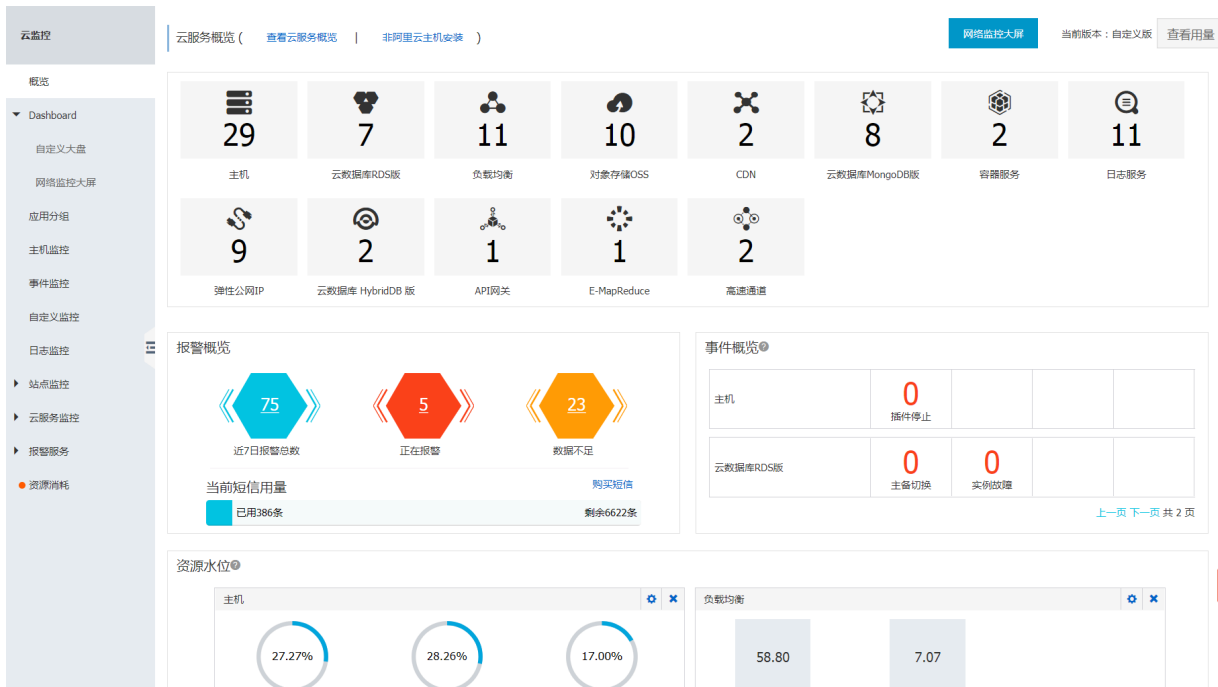 云监控
概览
Dashboard
自定义大盘
网络监控大屏
应用分组
主机监控
事件监控
自定义监控
日志监控
站点监控
云服务监控
报警服务
资源消耗
云服务概览 ( 查看云服务概览 | 非阿里云主机安装 )
网络监控大屏 当前版本：自定义版 查看用量
29 7 11 10 2 8 2 11
主机 云数据库RDS版 负载均衡 对象存储OSS CDN 云数据库MongoDB版 容器服务 日志服务
9 2 1 1 2
弹性公网IP 云数据库 HybridDB 版 API网关 E-MapReduce 高速通道
报警概览
75 5 23
近7日报警总数 正在报警 数据不足
当前短信用量 购买短信
已用386条 剩余6622条
事件概览
主机 0
插件停止
云数据库RDS版 0 0
主备切换 实例故障
上一页 下一页 共 2 页
资源水位
主机
27.27% 28.26% 17.00%
负载均衡
58.80 7.07